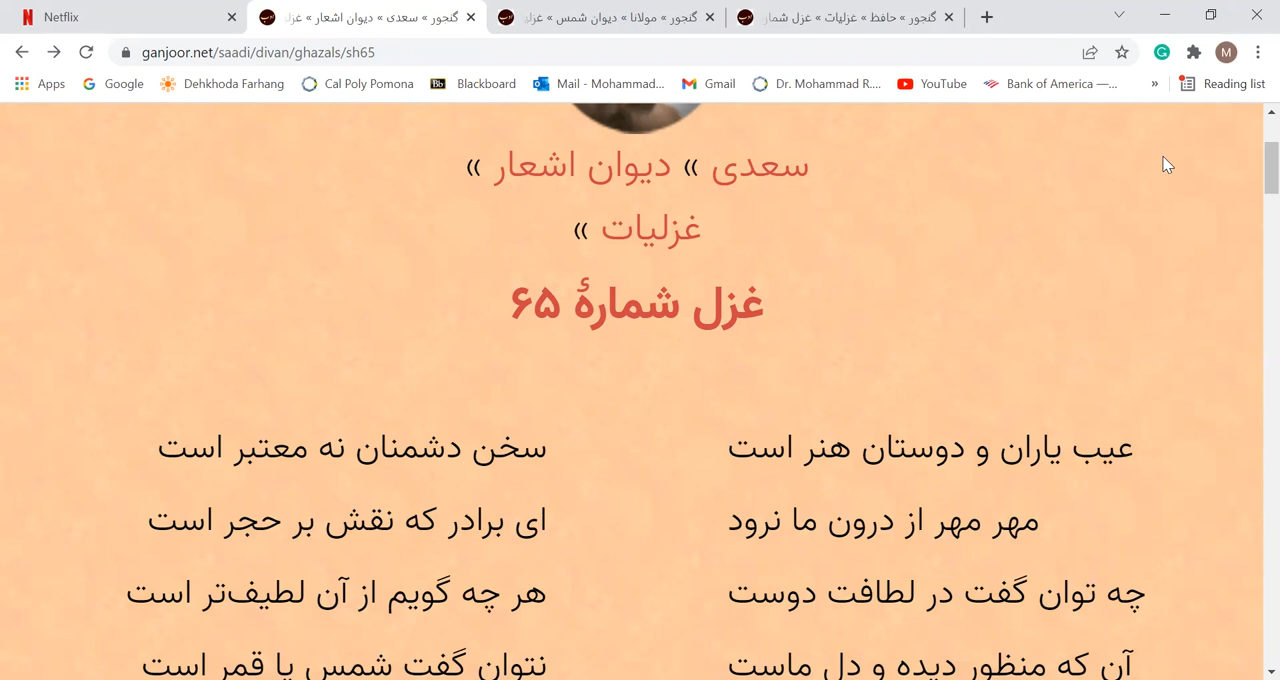 Netflix
گنجور » سعدی » دیوان اشعار » غزل
گنجور » مولانا » دیوان شمس » غزل
گنجور » حافظ » غزلیات » غزل شمار
ganjoor.net/saadi/divan/ghazals/sh65
M
Apps
Google
Dehkhoda Farhang
Cal Poly Pomona
Bb
Blackboard
Mail - Mohammad...
Gmail
Dr. Mohammad R....
YouTube
Bank of America —...
»
Reading list
سعدی » دیوان اشعار »
غزلیات »
غزل شمارهٔ ۶۵
عیب یاران و دوستان هنر است
سخن دشمنان نه معتبر است
مهر مهر از درون ما نرود
ای برادر که نقش بر حجر است
چه توان گفت در لطافت دوست
هر چه گویم از آن لطیف‌تر است
آن که منظور دیده و دل ماست
نتوان گفت شمس یا قمر است